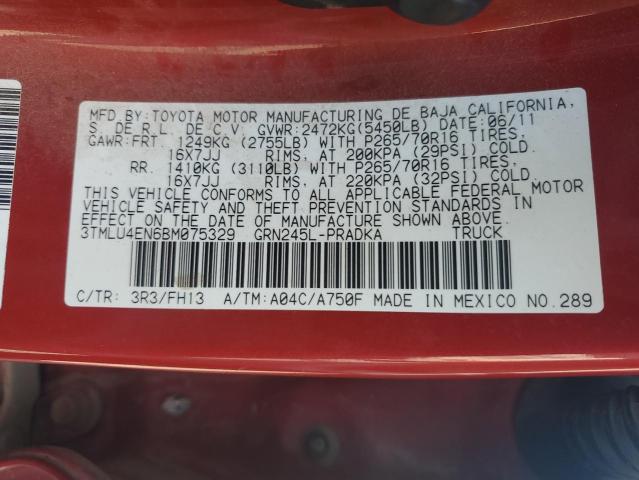 MFD.BY:TOYOTA MOTOR MANUFACTURING DE BAJA CALIFORNIA,
S. DE R.L. DE C.V. GVWR:2472KG(5450LB) DATE:06/11
GAWR:FRT. 1249KG (2755LB) WITH P265/70R16 TIRES,
16X7JJ RIMS, AT 200KPA (29PSI) COLD.
RR. 1410KG (3110LB) WITH P265/70R16 TIRES,
16X7JJ RIMS, AT 220KPA (32PSI) COLD.
THIS VEHICLE CONFORMS TO ALL APPLICABLE FEDERAL MOTOR
VEHICLE SAFETY AND THEFT PREVENTION STANDARDS IN
EFFECT ON THE DATE OF MANUFACTURE SHOWN ABOVE.
3TMLU4EN6BM075329 GRN245L-PRADKA TRUCK
C/TR: 3R3/FH13 A/TM:A04C/A750F MADE IN MEXICO NO.289